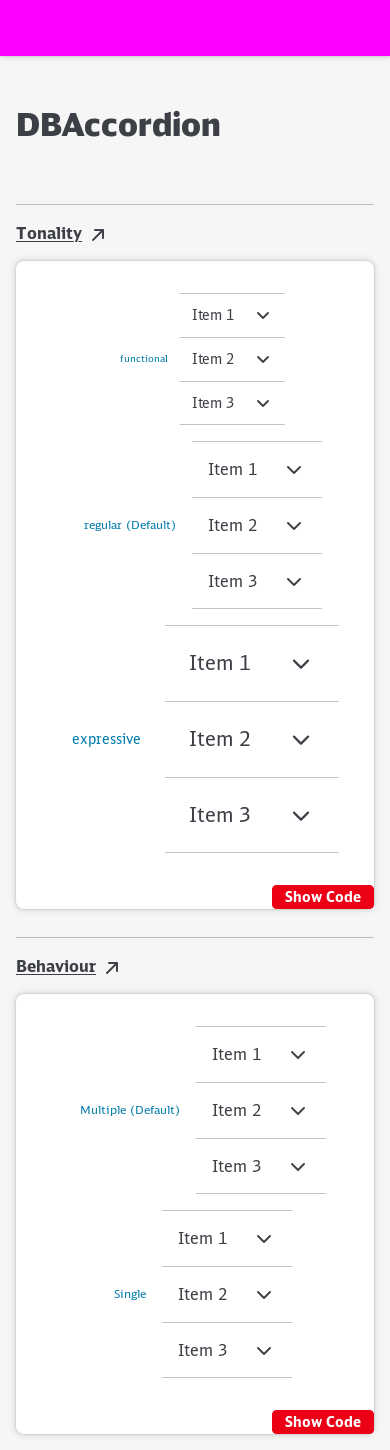 DBAccordion
Tonality
Item 1
functional
Item 2
Item 3
Item 1
regular (Default)
Item 2
Item 3
Item 1
expressive
Item 2
Item 3
Show Code
Behaviour
Item 1
Multiple (Default)
Item 2
Item 3
Item 1
Single
Item 2
Item 3
Show Code